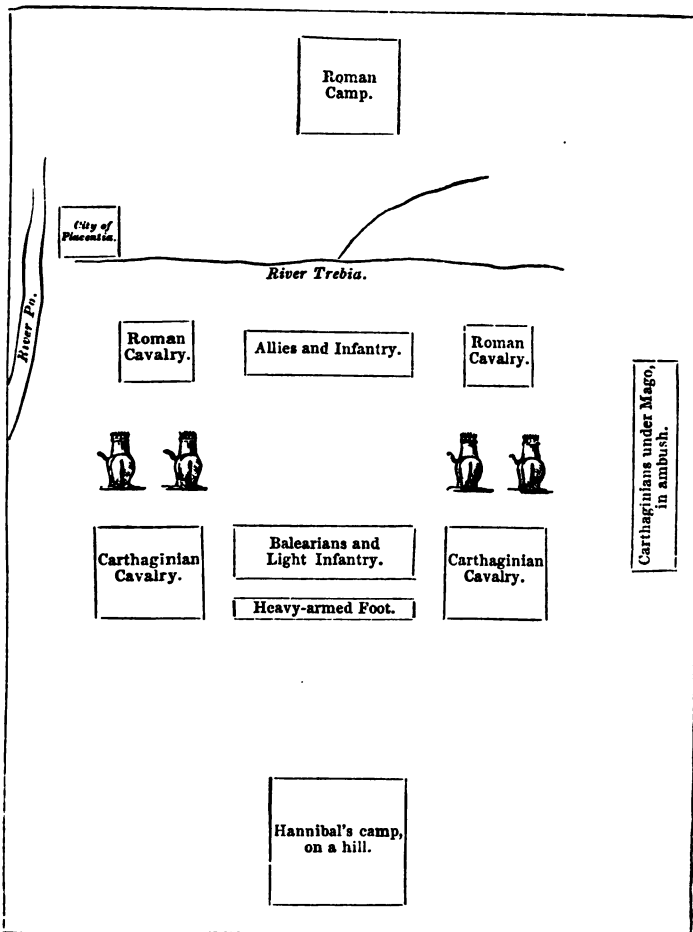 Roman
Camp.
City of
Placentia.
River Trebia.
River Po.
Roman
Cavalry.
Allies and Infantry.
Roman
Cavalry.
Carthaginians under Mago,
in ambush.
Carthaginian
Cavalry.
Balearians and
Light Infantry.
Carthaginian
Cavalry.
Heavy-armed Foot.
Hannibal's camp,
on a hill.